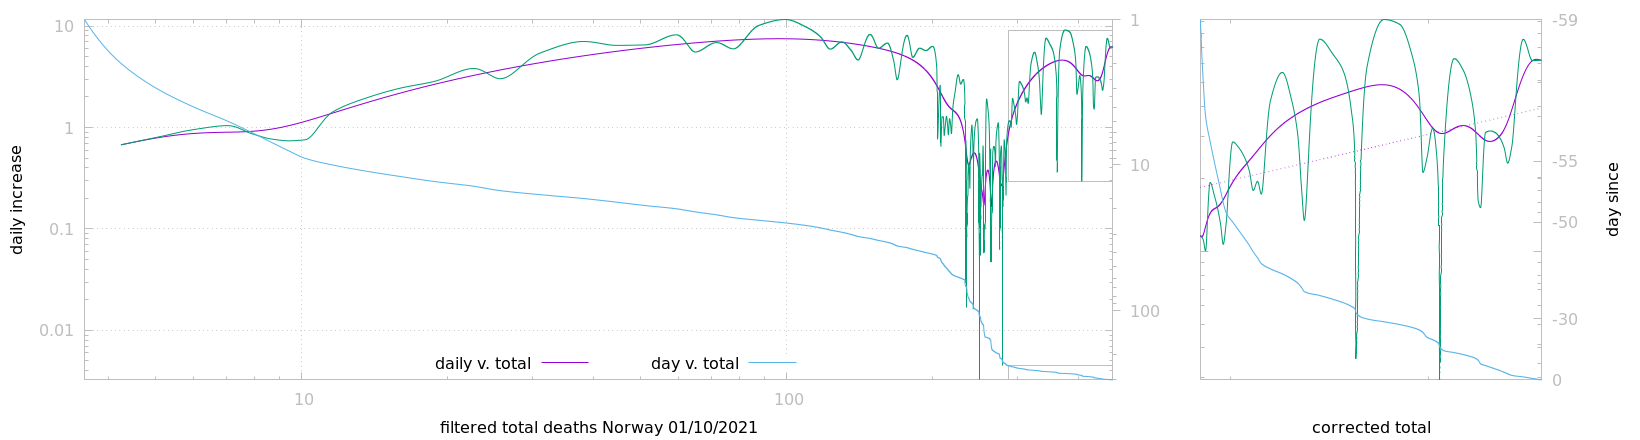 10
1
0.1
0.01
daily increase
daily v. total
day v. total
10
100
filtered total deaths Norway 01/10/2021
1
10
100
-59
-55
-50
-30
0
day since
corrected total